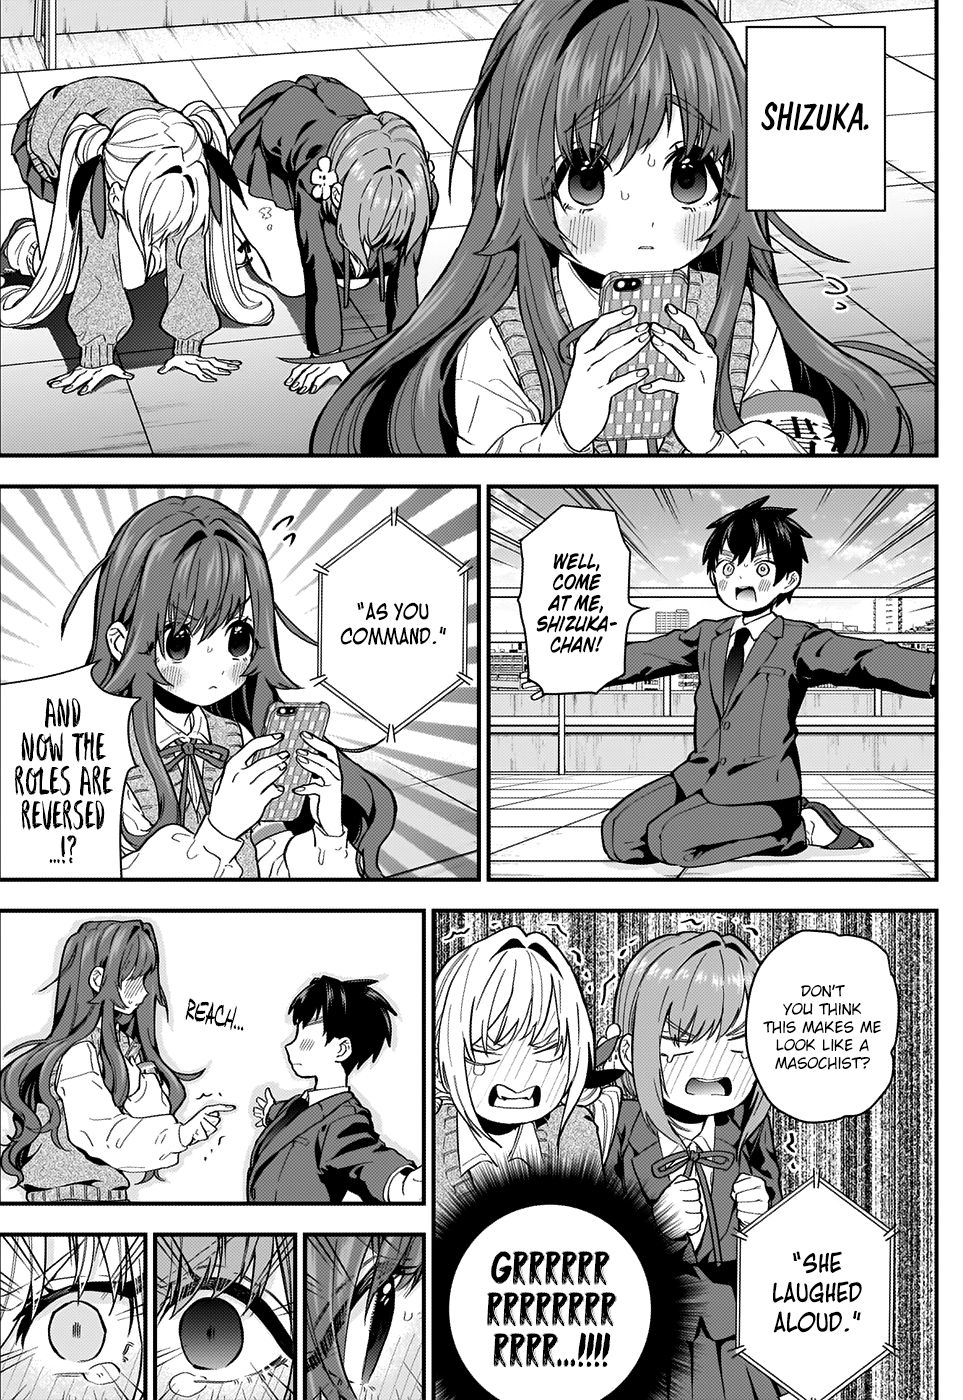 SHIZUKA.
WELL,
COME
AT ME,
SHIZUKA-
CHAN!
"AS YOU
COMMAND."
AND
NOW THE
ROLES ARE
REVERSED
...!?
DON'T
YOU THINK
THIS MAKES ME
LOOK LIKE A
MASOCHIST?
"SHE
LAUGHED
ALOUD."
GRRRRRR
RRRRRRRR
RRRR...!!!!
REACH...